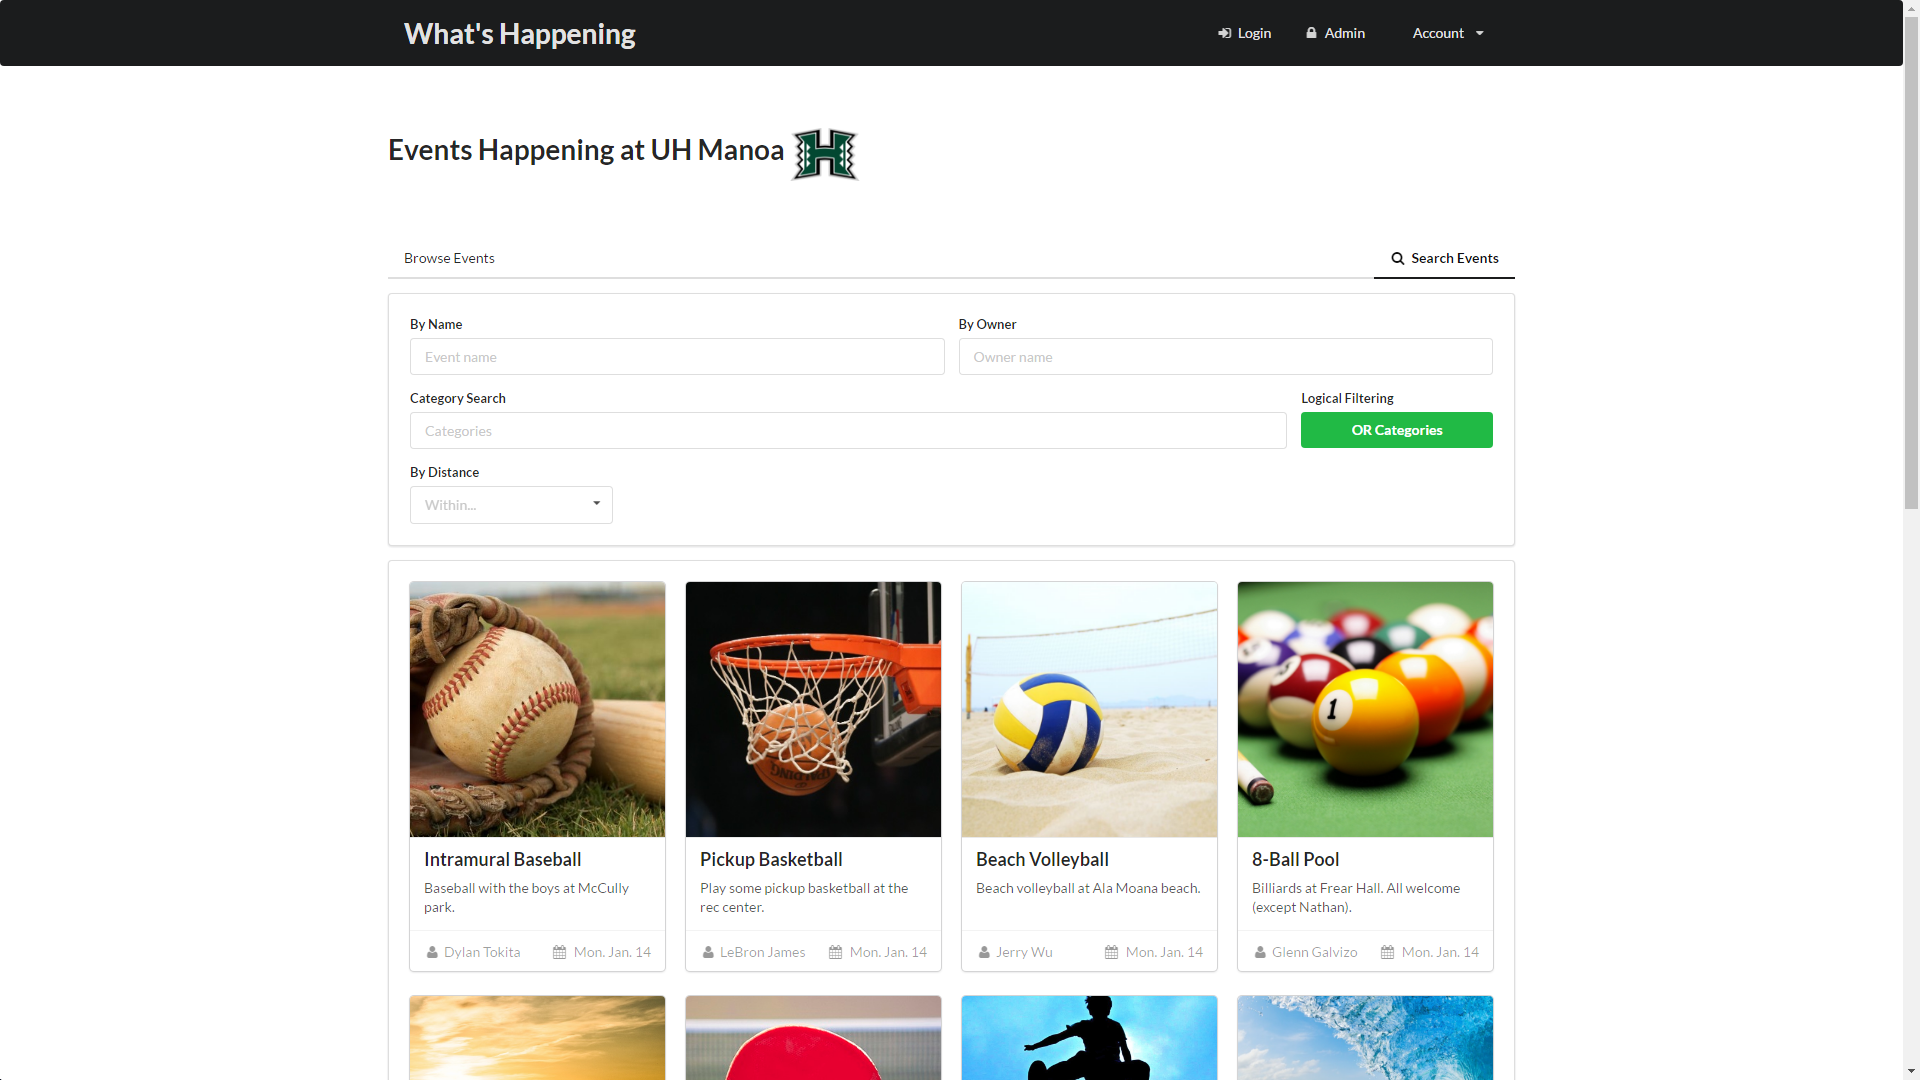 What's Happening
Login
Admin
Account
Events Happening at UH Manoa
H
Browse Events
Search Events
By Name
By Owner
Event name
Owner name
Category Search
Logical Filtering
Categories
OR Categories
By Distance
Within...
1
SPALDING
Intramural Baseball
Baseball with the boys at McCully
park.
Dylan Tokita
Mon. Jan. 14
Pickup Basketball
Play some pickup basketball at the
rec center.
LeBron James
Mon. Jan. 14
Beach Volleyball
Beach volleyball at Ala Moana beach.
Jerry Wu
Mon. Jan. 14
8-Ball Pool
Billiards at Frear Hall. All welcome
(except Nathan).
Glenn Galvizo
Mon. Jan. 14